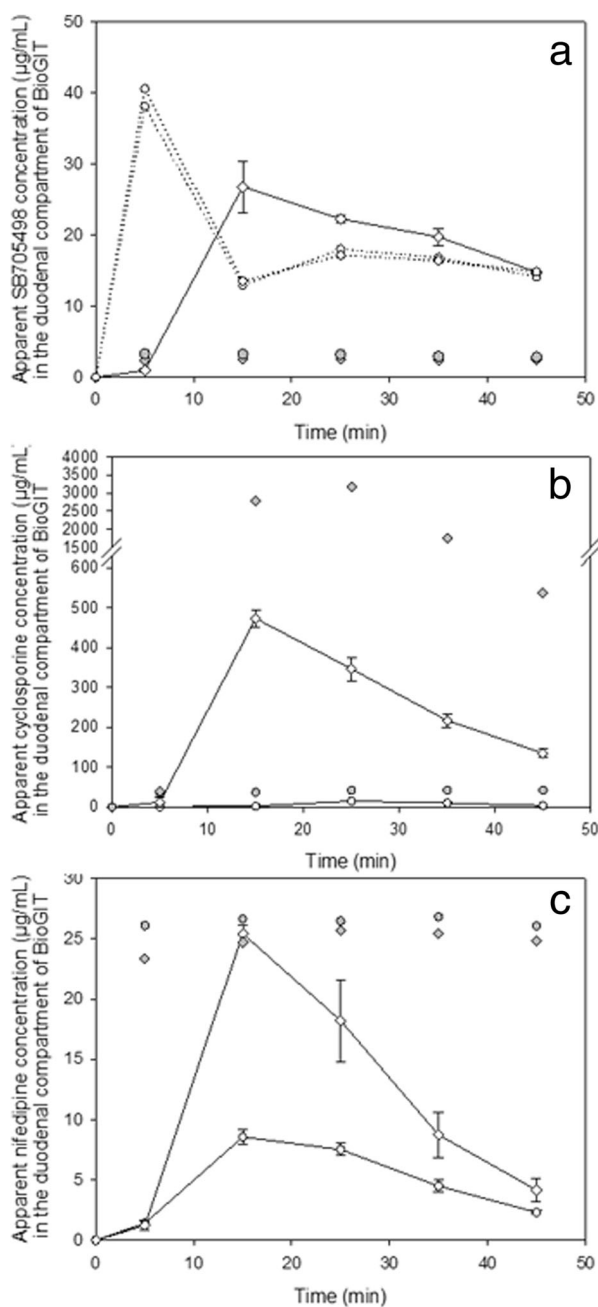 a
Apparent SB705498 concentration (µg/mL)
in the duodenal compartment of BioGIT
50
40
30
20
10
0
0 10 20 30 40 50
Time (min)
b
Apparent cyclosporine concentration (µg/mL)
in the duodenal compartment of BioGIT
4000
3500
3000
2500
2000
1500
600
500
400
300
200
100
0
0 10 20 30 40 50
Time (min)
c
Apparent nifedipine concentration (µg/mL)
in the duodenal compartment of BioGIT
30
25
20
15
10
5
0
0 10 20 30 40 50
Time (min)